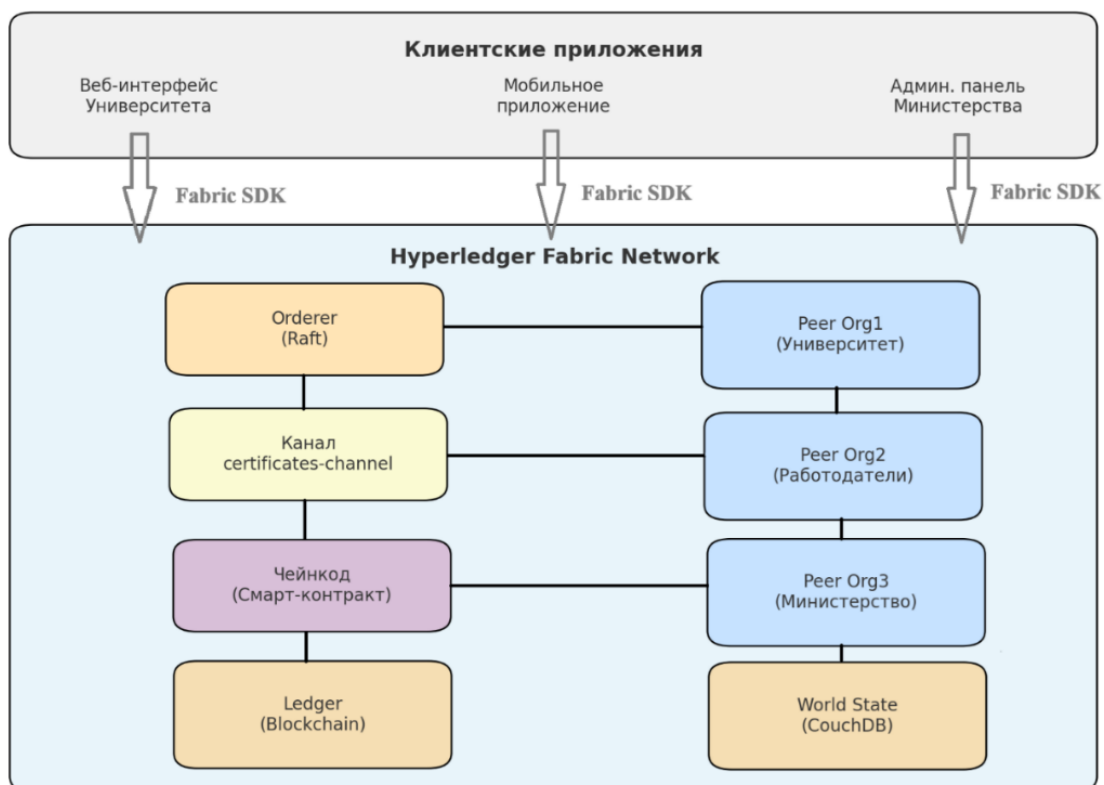 Клиентские приложения
Веб-интерфейс
Университета
Мобильное
приложение
Админ. панель
Министерства
Fabric SDK
Fabric SDK
Fabric SDK
Hyperledger Fabric Network
Orderer
(Raft)
Peer Org1
(Университет)
Канал
certificates-channel
Peer Org2
(Работодатели)
Чейнкод
(Смарт-контракт)
Peer Org3
(Министерство)
Ledger
(Blockchain)
World State
(CouchDB)